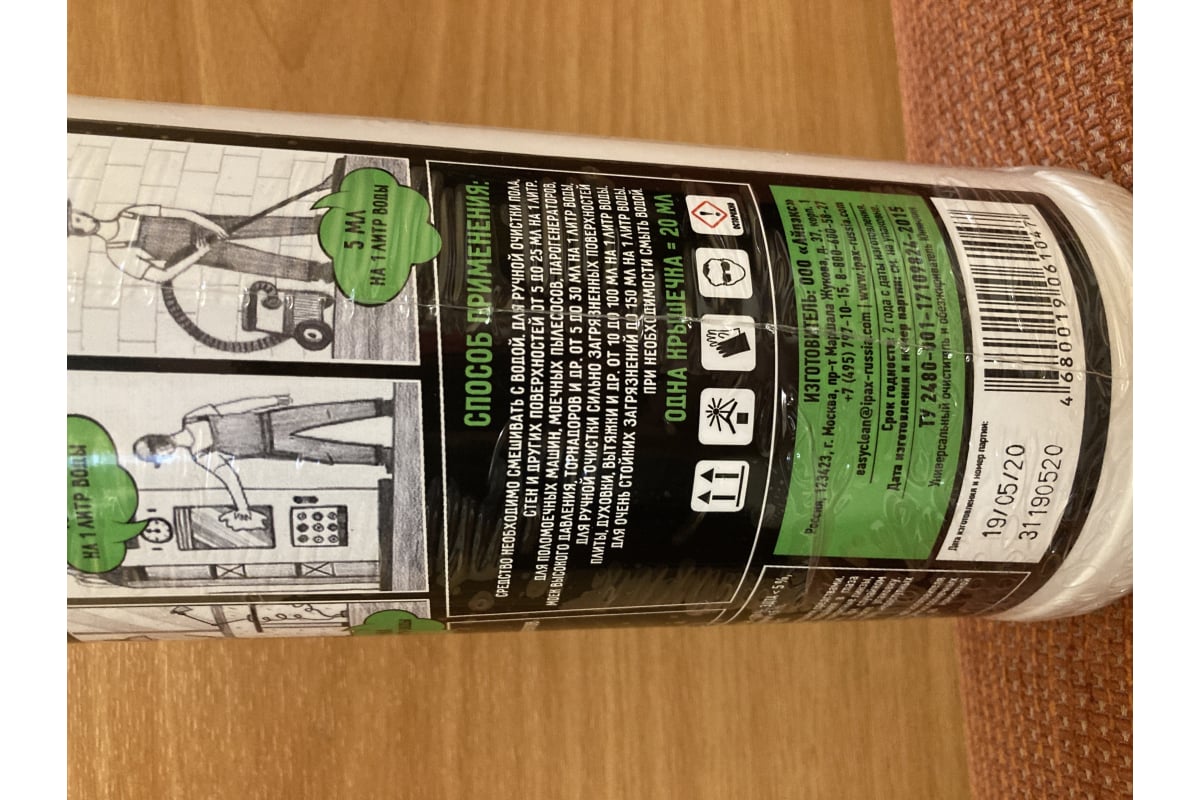 5 МЛ
НА 1 ЛИТР ВОДЫ
НА 1 ЛИТР ВОДЫ
СПОСОБ ПРИМЕНЕНИЯ:
СРЕДСТВО НЕОБХОДИМО СМЕШИВАТЬ С ВОДОЙ. ДЛЯ РУЧНОЙ ОЧИСТКИ ПОЛА,
СТЕН И ДРУГИХ ПОВЕРХНОСТЕЙ ОТ 5 ДО 25 МЛ НА 1 ЛИТР.
ДЛЯ ПОЛОМОЕЧНЫХ МАШИН, МОЕЧНЫХ ПЫЛЕСОСОВ, ПАРОГЕНЕРАТОРОВ,
МОЕК ВЫСОКОГО ДАВЛЕНИЯ, ТОРНАДОРОВ И ДР. ОТ 5 ДО 30 МЛ НА 1 ЛИТР ВОДЫ,
ДЛЯ РУЧНОЙ ОЧИСТКИ СИЛЬНО ЗАГРЯЗНЕННЫХ ПОВЕРХНОСТЕЙ
ПЛИТЫ, ДУХОВКИ, ВЫТЯЖКИ И ДР. ОТ 10 ДО 100 МЛ НА 1 ЛИТР ВОДЫ.
ДЛЯ ОЧЕНЬ СТОЙКИХ ЗАГРЯЗНЕНИЙ ДО 150 МЛ НА 1 ЛИТР ВОДЫ.
ПРИ НЕОБХОДИМОСТИ СМЫТЬ ВОДОЙ.
ОДНА КРЫШЕЧКА = 20 МЛ
ОСТОРОЖНО
ИЗГОТОВИТЕЛЬ: ООО «Айпакс»
Россия, 123423, г. Москва, пр-т Маршала Жукова, д. 37, корп. 1
+7 (495) 797-10-15, 8-800-600-58-27
easyclean@ipax-russia.com www.ipax-russia.com
Срок годности: 2 года с даты изготовления.
Дата изготовления и номер партии: см. на упаковке.
ТУ 2480-001-17109874-2015
Универсальный очиститель и обезжириватель
4680019106104
Дата изготовления и номер партии:
19/05/20
31190520
<5%